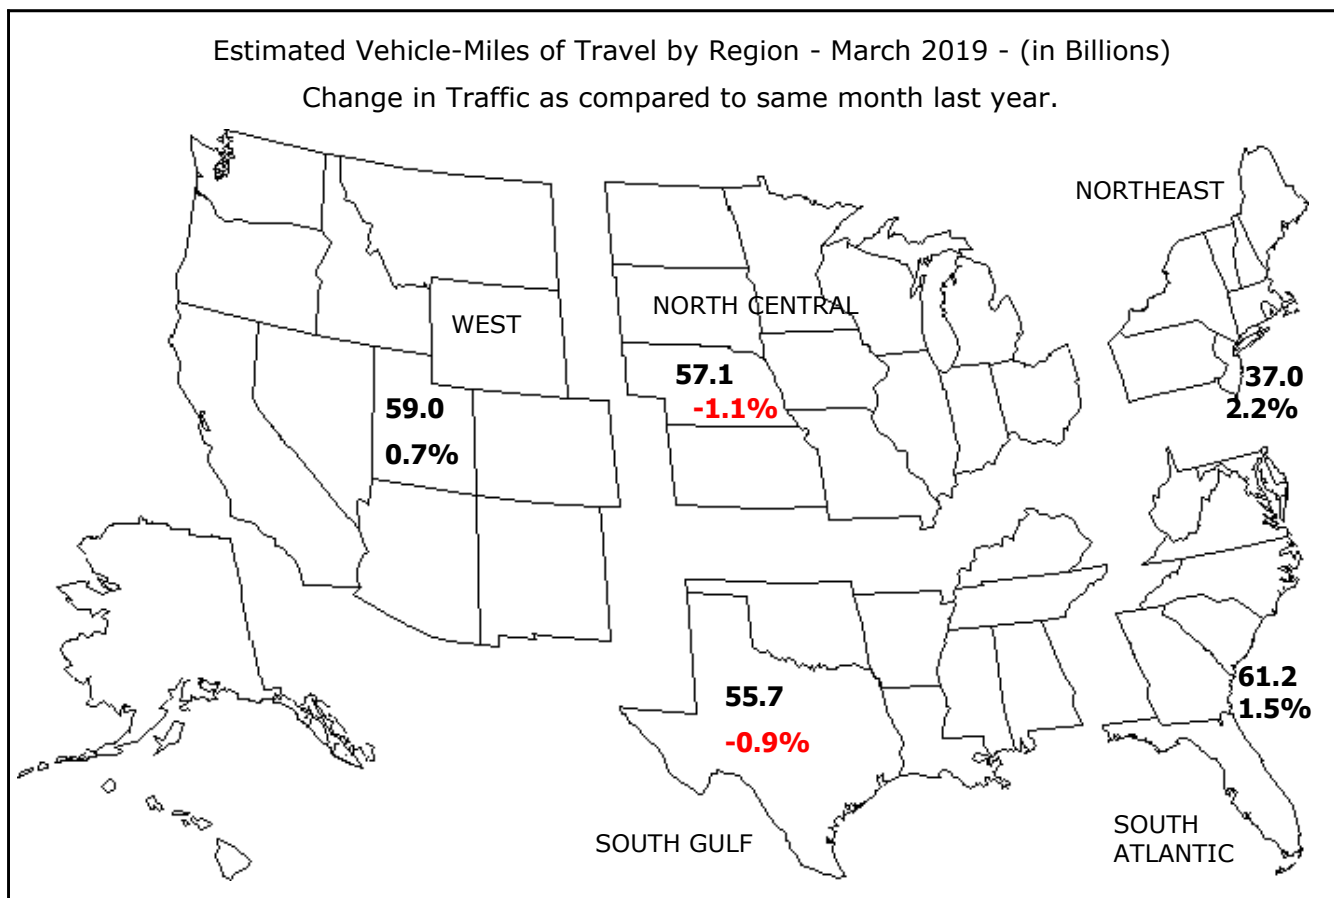 Estimated Vehicle-Miles of Travel by Region - March 2019 - (in Billions)
Change in Traffic as compared to same month last year.
NORTHEAST
WEST
NORTH CENTRAL
57.1
-1.1%
37.0
2.2%
59.0
0.7%
55.7
-0.9%
61.2
1.5%
SOUTH GULF
SOUTH
ATLANTIC